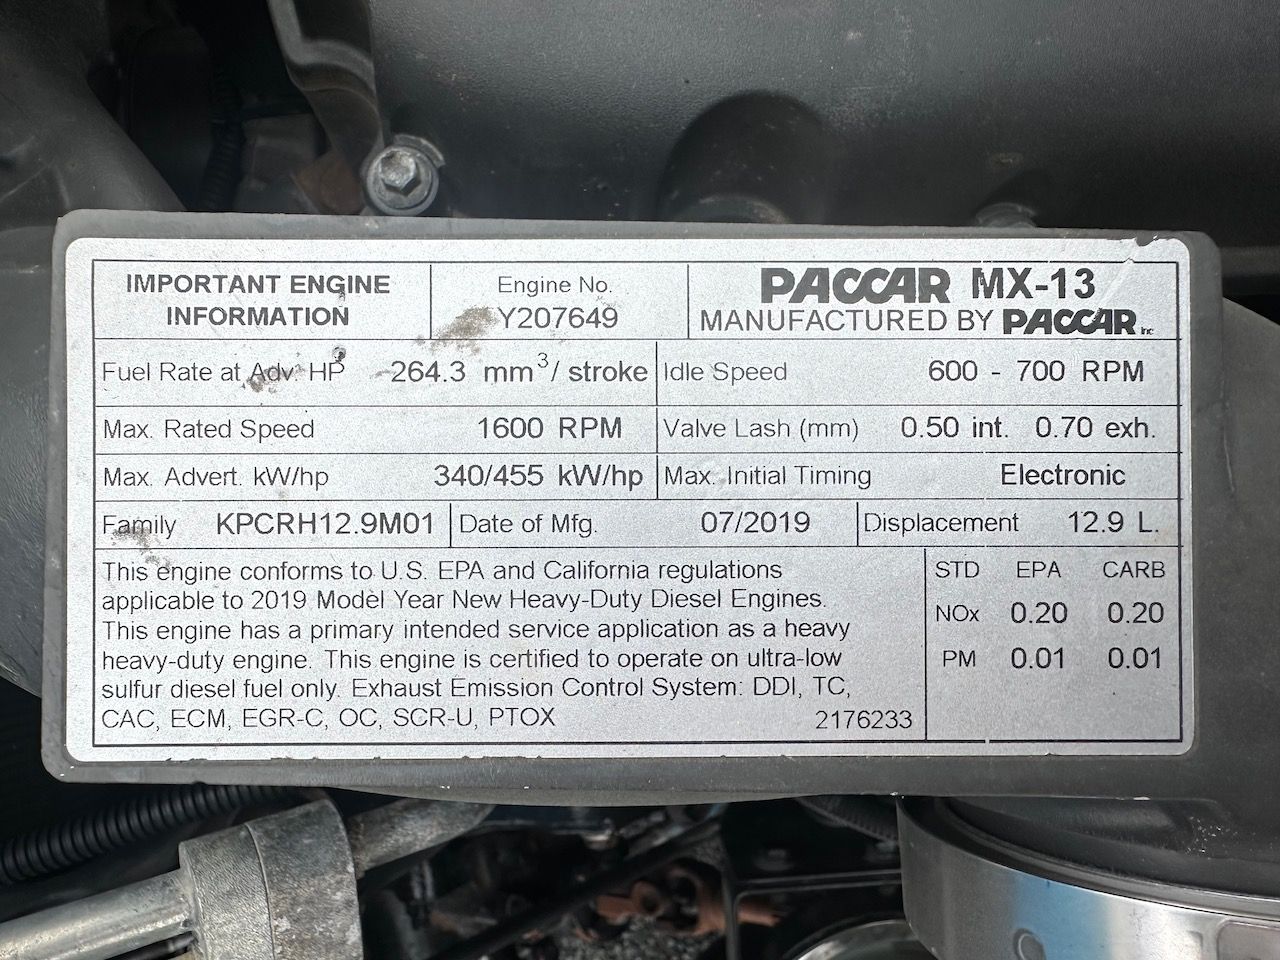 IMPORTANT ENGINE
INFORMATION
Engine No.
Y207649
PACCAR MX-13
MANUFACTURED BY PACCAR Inc
Fuel Rate at Adv. HP 264.3 mm³/ stroke
Idle Speed 600 - 700 RPM
Max. Rated Speed 1600 RPM
Valve Lash (mm) 0.50 int. 0.70 exh.
Max. Advert. kW/hp 340/455 kW/hp
Max. Initial Timing Electronic
Family KPCRH12.9M01
Date of Mfg. 07/2019
Displacement 12.9 L.
This engine conforms to U.S. EPA and California regulations
applicable to 2019 Model Year New Heavy-Duty Diesel Engines.
This engine has a primary intended service application as a heavy
heavy-duty engine. This engine is certified to operate on ultra-low
sulfur diesel fuel only. Exhaust Emission Control System: DDI, TC,
CAC, ECM, EGR-C, OC, SCR-U, PTOX 2176233
STD EPA CARB
NOx 0.20 0.20
PM 0.01 0.01